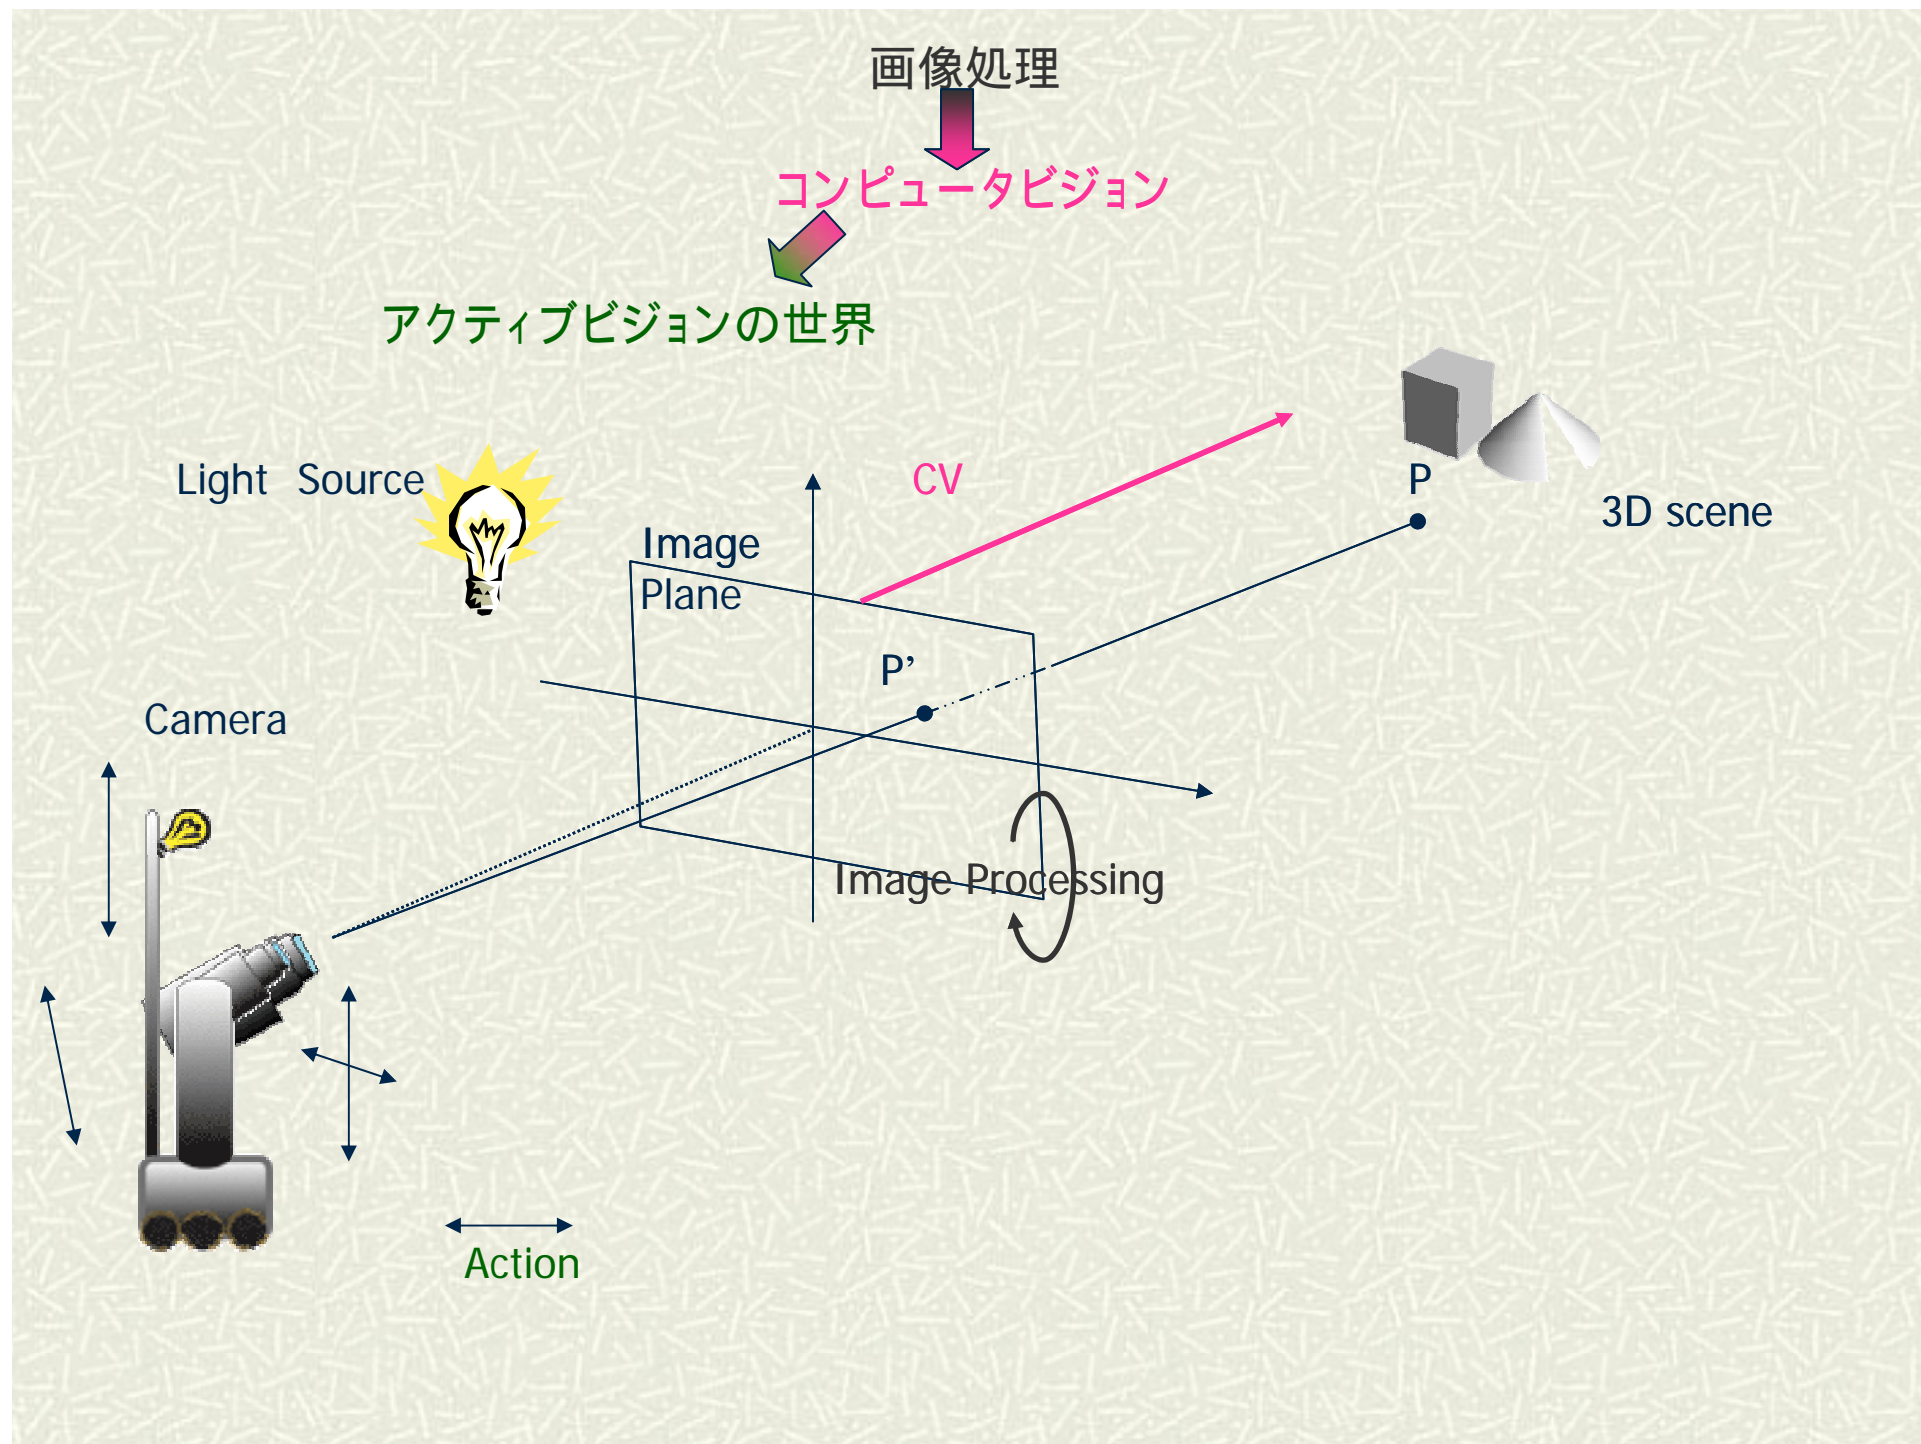 画像処理
コンピュータビジョン
アクティブビジョンの世界
Light Source
CV
P
3D scene
Image
Plane
P’
Camera
Image Processing
Action